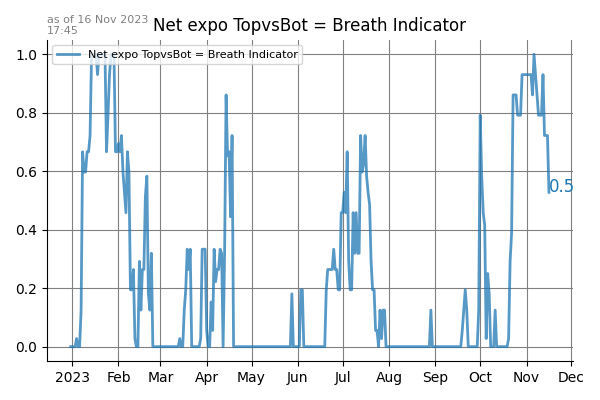 as of 16 Nov 2023
17:45
Net expo TopvsBot = Breath Indicator
Net expo TopvsBot = Breath Indicator
1.0
0.8
0.6
0.4
0.2
0.0
0.5
2023 Feb Mar Apr May Jun Jul Aug Sep Oct Nov Dec